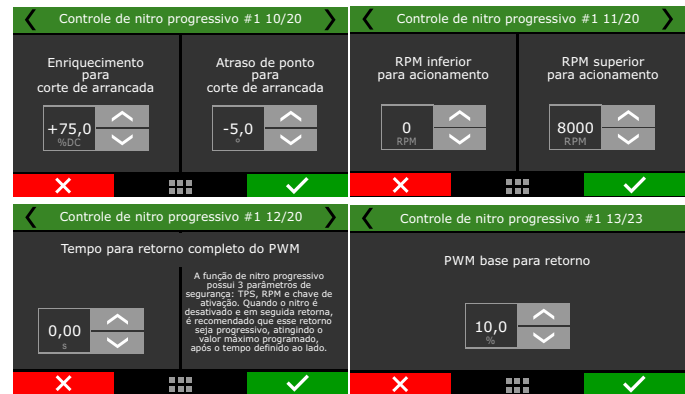 Controle de nitro progressivo #1 10/20
Enriquecimento
para
corte de arrancada
+75,0
%DC
Atraso de ponto
para
corte de arrancada
-5,0
°
Controle de nitro progressivo #1 11/20
RPM inferior
para acionamento
0
RPM
RPM superior
para acionamento
8000
RPM
Controle de nitro progressivo #1 12/20
Tempo para retorno completo do PWM
0,00
s
A função de nitro progressivo
possui 3 parâmetros de
segurança: TPS, RPM e chave de
ativação. Quando o nitro é
desativado e em seguida retorna,
é recomendado que esse retorno
seja progressivo, atingindo o
valor máximo programado,
após o tempo definido ao lado.
Controle de nitro progressivo #1 13/23
PWM base para retorno
10,0
%